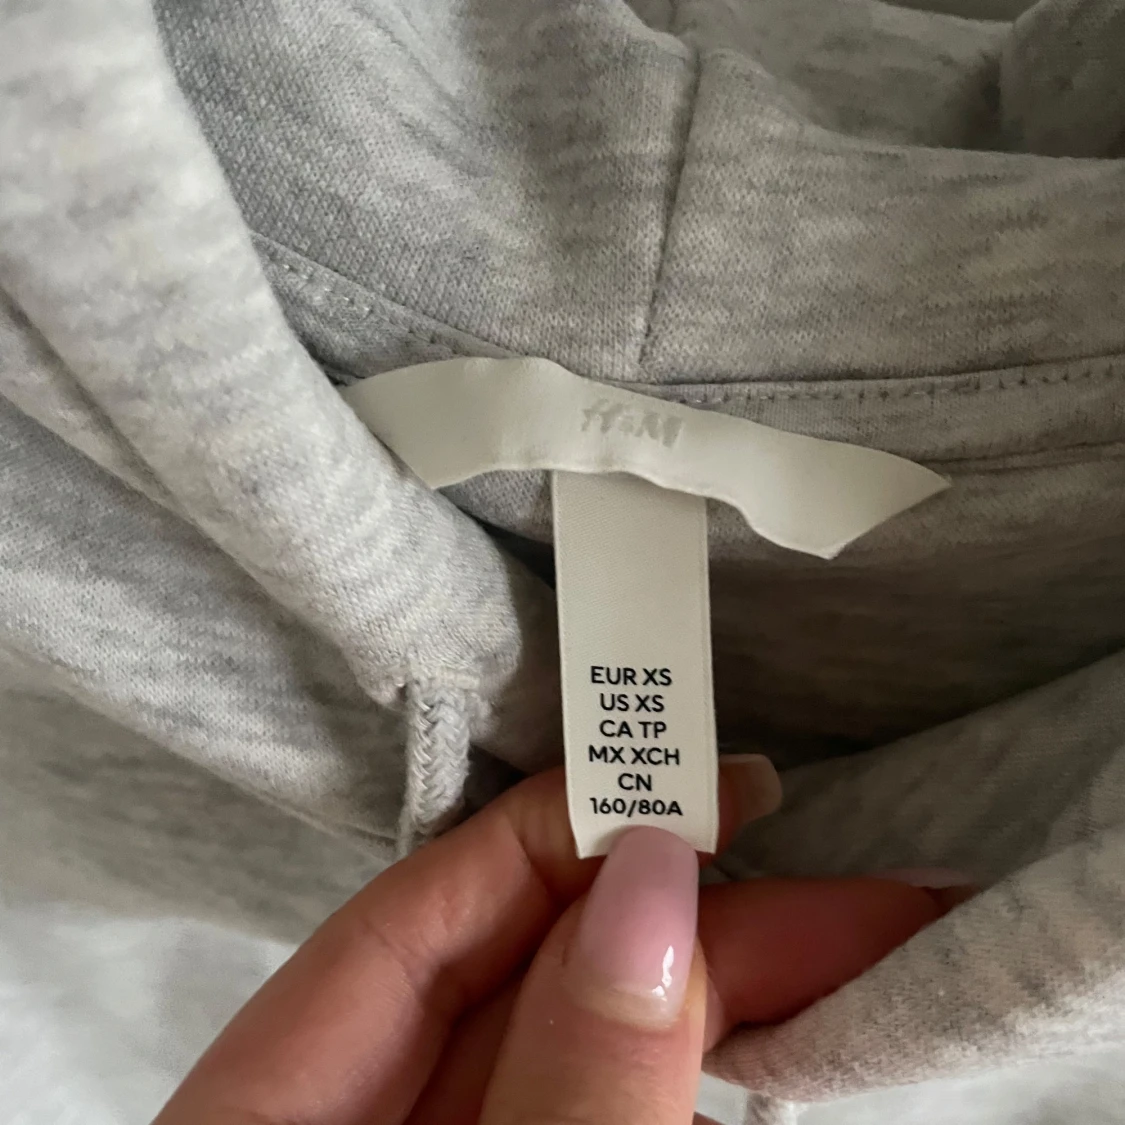 H&M
EUR XS
US XS
CA TP
MX XCH
CN
160/80A